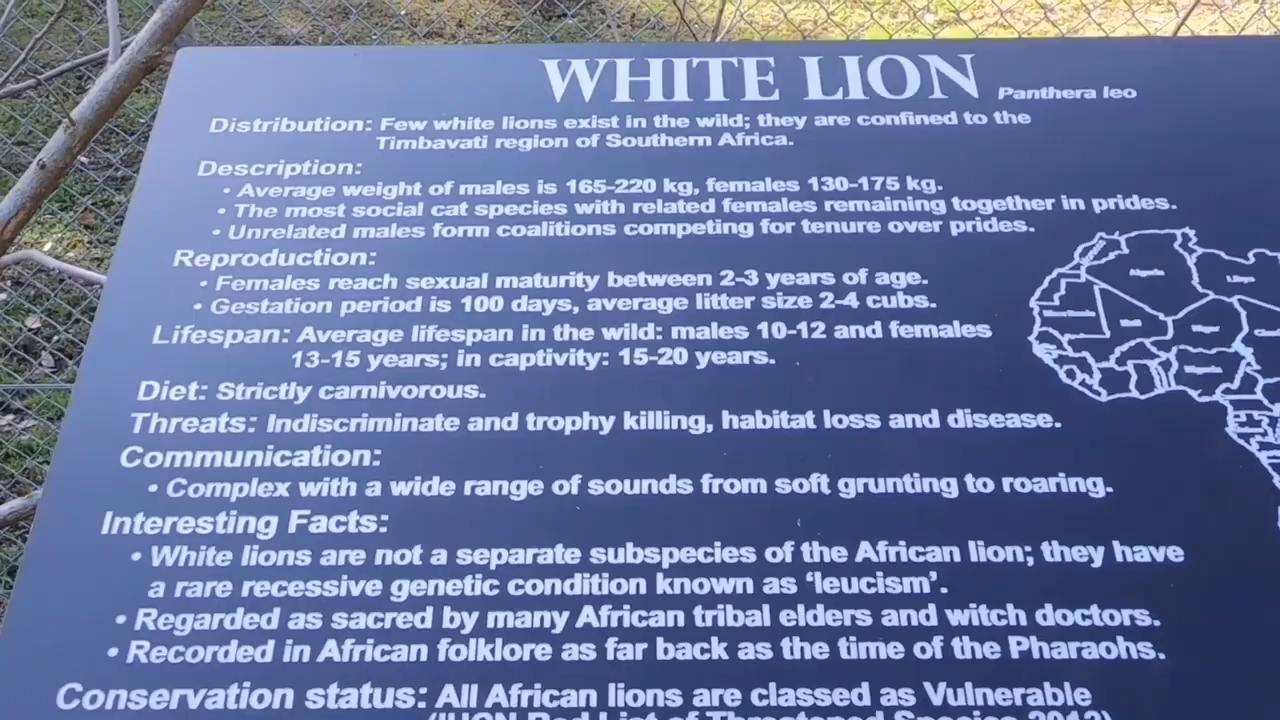 WHITE LION Panthera leo
Distribution: Few white lions exist in the wild; they are confined to the
Timbavati region of Southern Africa.
Description:
• Average weight of males is 165-220 kg, females 130-175 kg.
• The most social cat species with related females remaining together in prides.
• Unrelated males form coalitions competing for tenure over prides.
Reproduction:
• Females reach sexual maturity between 2-3 years of age.
• Gestation period is 100 days, average litter size 2-4 cubs.
Lifespan: Average lifespan in the wild: males 10-12 and females
13-15 years; in captivity: 15-20 years.
Diet: Strictly carnivorous.
Threats: Indiscriminate and trophy killing, habitat loss and disease.
Communication:
• Complex with a wide range of sounds from soft grunting to roaring.
Interesting Facts:
• White lions are not a separate subspecies of the African lion; they have
a rare recessive genetic condition known as ‘leucism’.
• Regarded as sacred by many African tribal elders and witch doctors.
• Recorded in African folklore as far back as the time of the Pharaohs.
Conservation status: All African lions are classed as Vulnerable
(IUCN Red List of Threatened Species 2012)